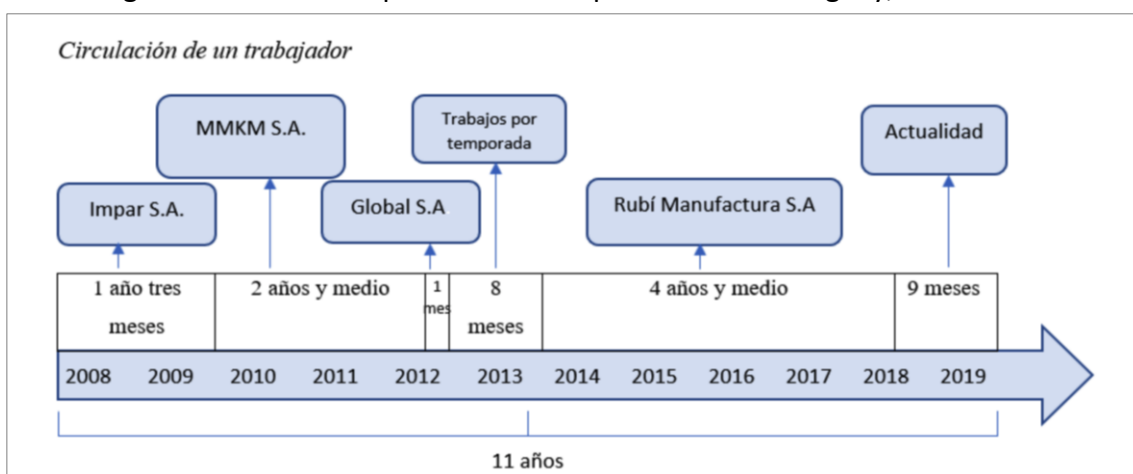 Circulación de un trabajador
MMKM S.A.
Trabajos por
temporada
Actualidad
Impar S.A.
Global S.A
Rubí Manufactura S.A
1 año tres
meses
2 años y medio
1
mes
8
meses
4 años y medio
9 meses
2008 2009 2010 2011 2012 2013 2014 2015 2016 2017 2018 2019
11 años